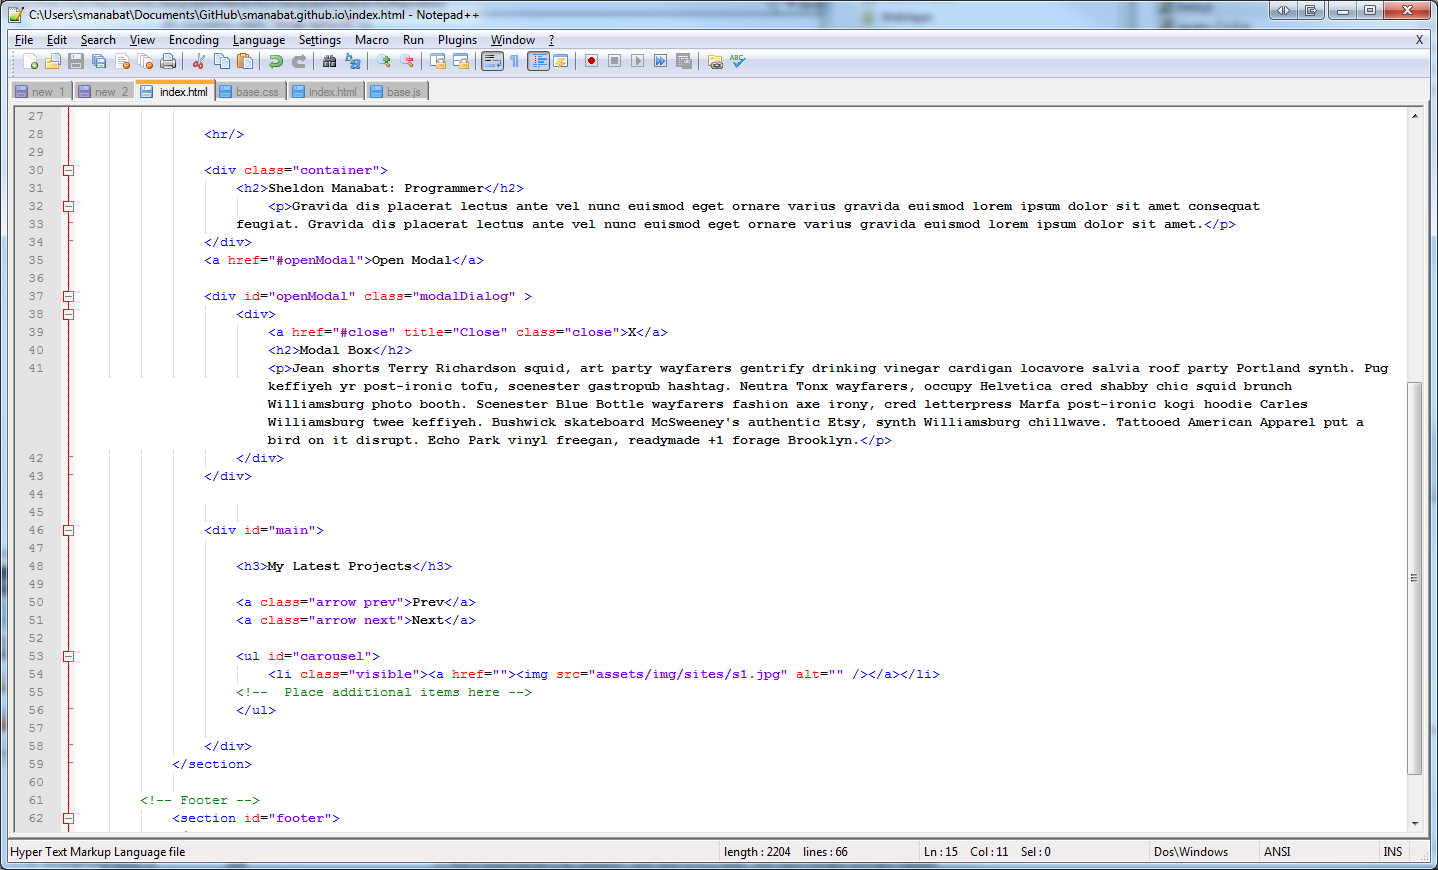 C:\Users\smanabat\Documents\GitHub\smanabat.github.io\index.html - Notepad++
File Edit Search View Encoding Language Settings Macro Run Plugins Window ? X
new 1 new 2 index.html base.css index.html base.js
27
28 <hr/>
29
30 <div class="container">
31 <h2>Sheldon Manabat: Programmer</h2>
32 <p>Gravida dis placerat lectus ante vel nunc euismod eget ornare varius gravida euismod lorem ipsum dolor sit amet consequat
33 feugiat. Gravida dis placerat lectus ante vel nunc euismod eget ornare varius gravida euismod lorem ipsum dolor sit amet.</p>
34 </div>
35 <a href="#openModal">Open Modal</a>
36
37 <div id="openModal" class="modalDialog" >
38 <div>
39 <a href="#close" title="Close" class="close">X</a>
40 <h2>Modal Box</h2>
41 <p>Jean shorts Terry Richardson squid, art party wayfarers gentrify drinking vinegar cardigan locavore salvia roof party Portland synth. Pug
keffiyeh yr post-ironic tofu, scenester gastropub hashtag. Neutra Tonx wayfarers, occupy Helvetica cred shabby chic squid brunch
Williamsburg photo booth. Scenester Blue Bottle wayfarers fashion axe irony, cred letterpress Marfa post-ironic kogi hoodie Carles
Williamsburg twee keffiyeh. Bushwick skateboard McSweeney's authentic Etsy, synth Williamsburg chillwave. Tattooed American Apparel put a
bird on it disrupt. Echo Park vinyl freegan, readymade +1 forage Brooklyn.</p>
42 </div>
43 </div>
44
45
46 <div id="main">
47
48 <h3>My Latest Projects</h3>
49
50 <a class="arrow prev">Prev</a>
51 <a class="arrow next">Next</a>
52
53 <ul id="carousel">
54 <li class="visible"><a href=""><img src="assets/img/sites/s1.jpg" alt="" /></a></li>
55 <!--  Place additional items here -->
56 </ul>
57
58 </div>
59 </section>
60
61 <!-- Footer -->
62 <section id="footer">
Hyper Text Markup Language file length : 2204 lines : 66 Ln : 15 Col : 11 Sel : 0 Dos\Windows ANSI INS